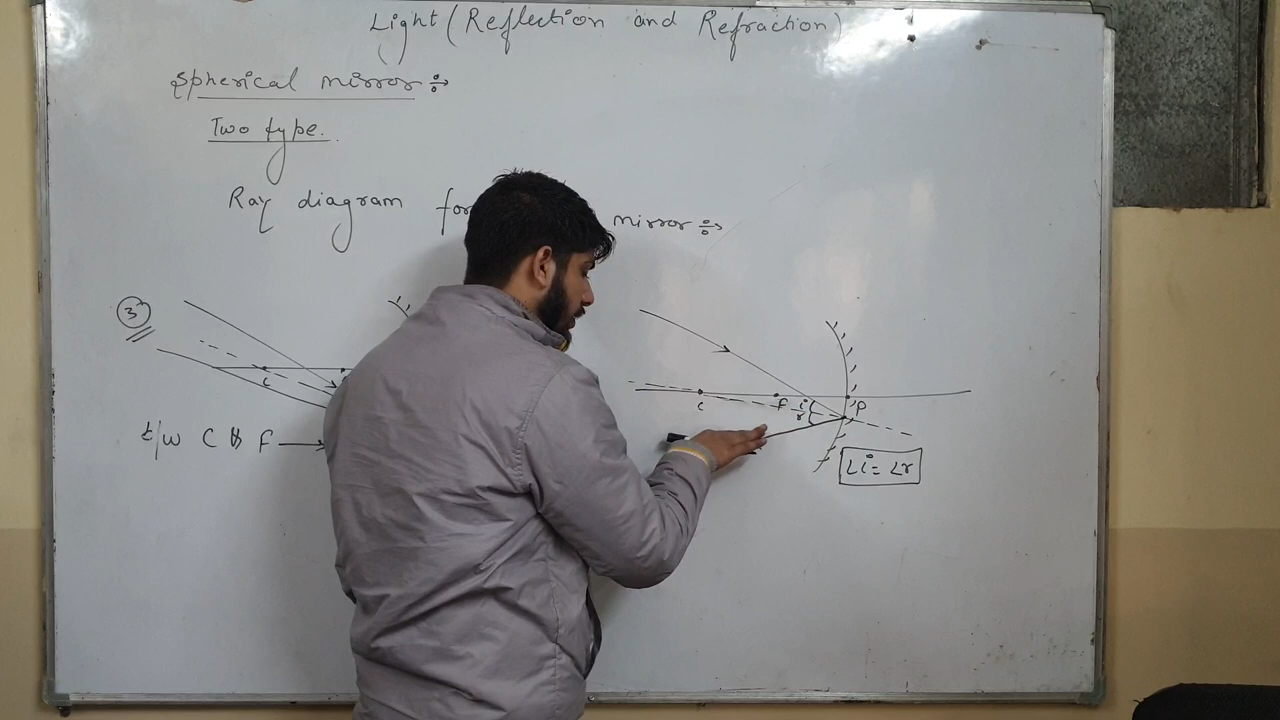 Light (Reflection and Refraction)
Spherical mirror :→
Two type.
Ray diagram for mirror :→
3
C
t/w C & F →
C F i r P
∠i = ∠r